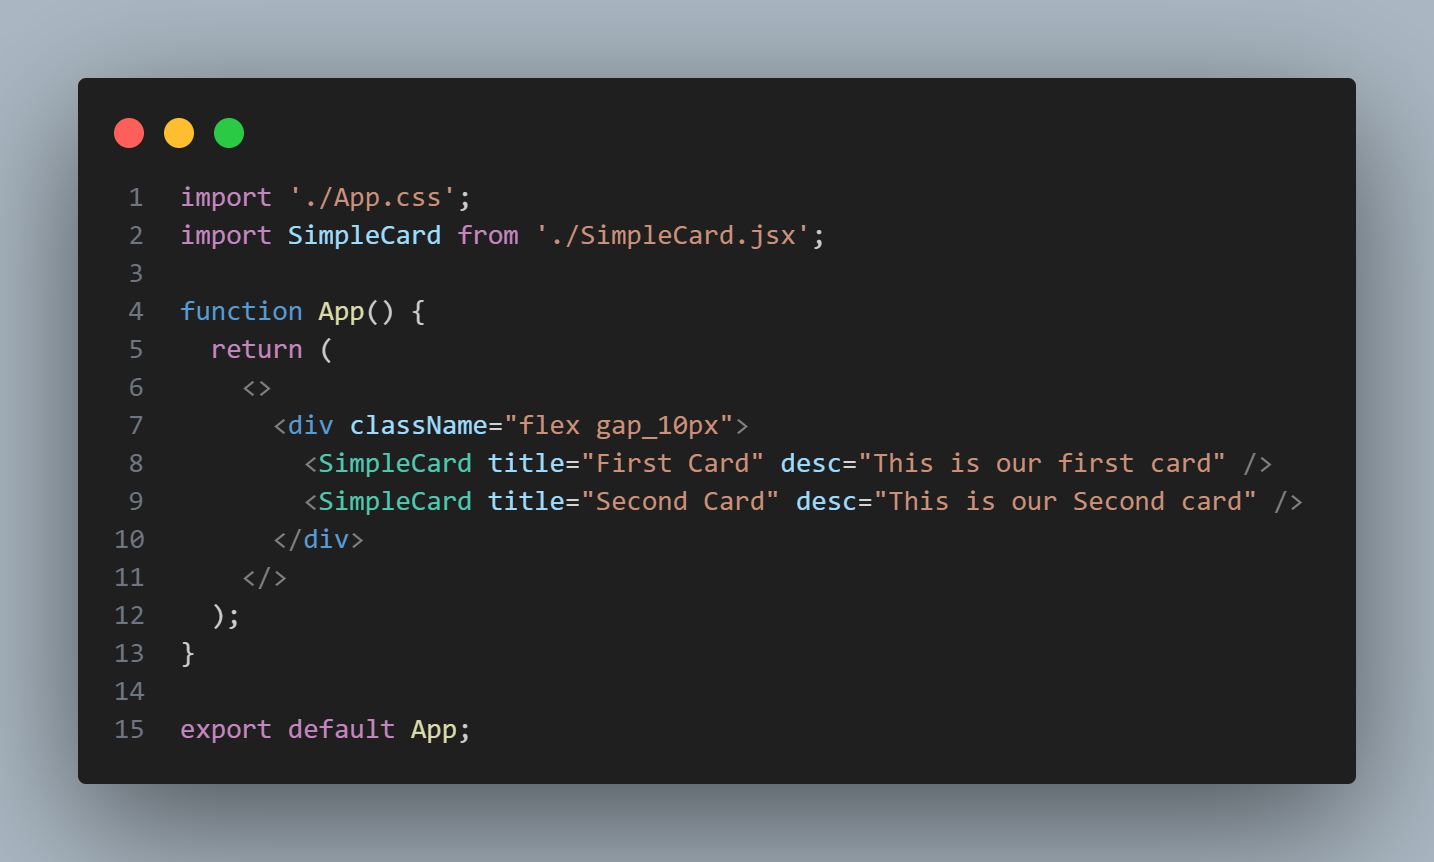 1 import './App.css';
2 import SimpleCard from './SimpleCard.jsx';
3
4 function App() {
5   return (
6     <>
7       <div className="flex gap_10px">
8         <SimpleCard title="First Card" desc="This is our first card" />
9         <SimpleCard title="Second Card" desc="This is our Second card" />
10       </div>
11     </>
12   );
13 }
14
15 export default App;